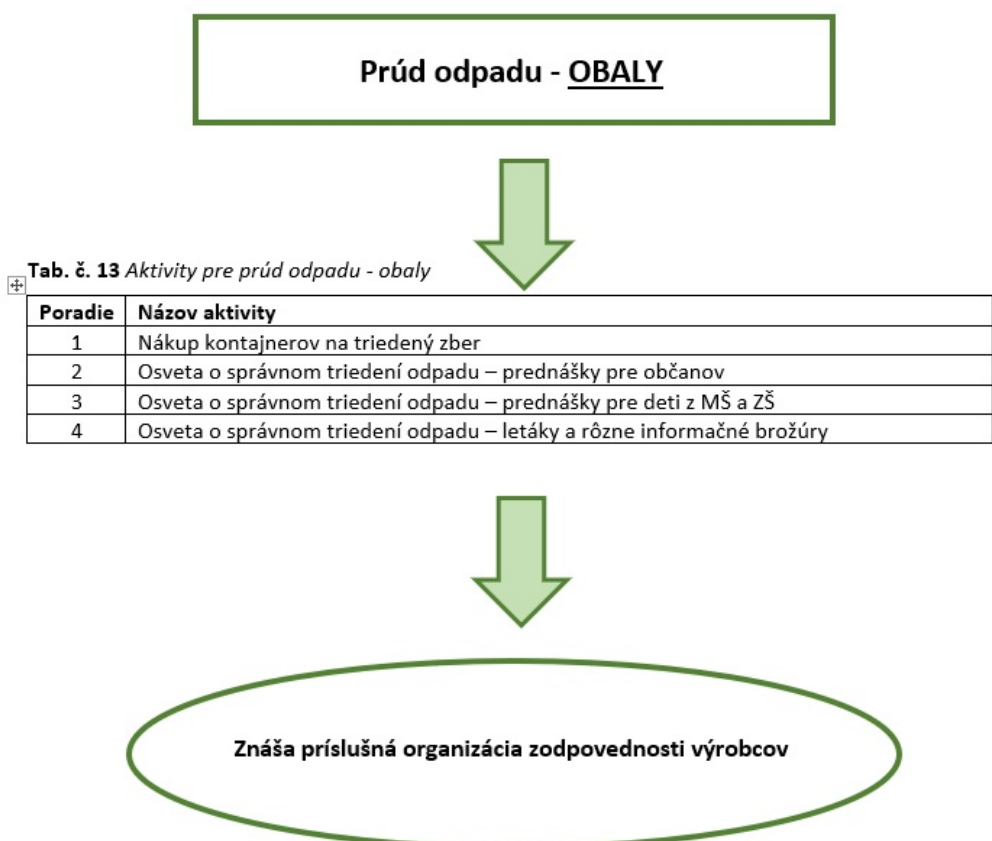 Prúd odpadu - OBALY
Tab. č. 13 Aktivity pre prúd odpadu - obaly
Poradie Názov aktivity
1 Nákup kontajnerov na triedený zber
2 Osveta o správnom triedení odpadu – prednášky pre občanov
3 Osveta o správnom triedení odpadu – prednášky pre deti z MŠ a ZŠ
4 Osveta o správnom triedení odpadu – letáky a rôzne informačné brožúry
Znáša príslušná organizácia zodpovednosti výrobcov